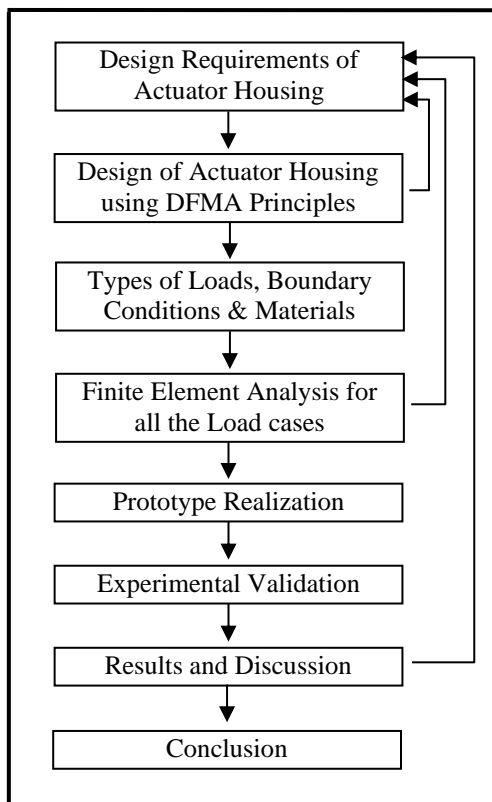 Design Requirements of
Actuator Housing
Design of Actuator Housing
using DFMA Principles
Types of Loads, Boundary
Conditions & Materials
Finite Element Analysis for
all the Load cases
Prototype Realization
Experimental Validation
Results and Discussion
Conclusion